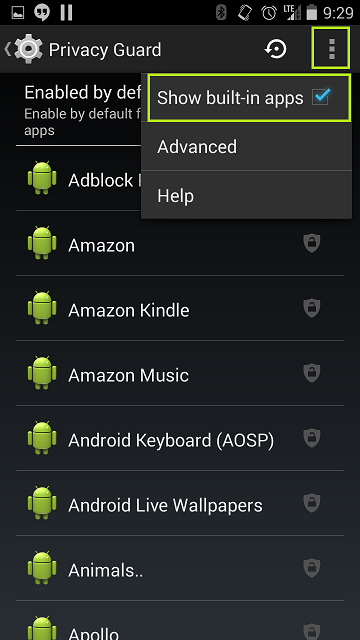 LTE 9:29
Privacy Guard
Show built-in apps
Enabled by def
Enable by default f
apps
Advanced
Help
Adblock
Amazon
Amazon Kindle
Amazon Music
Android Keyboard (AOSP)
Android Live Wallpapers
Animals..
Apollo